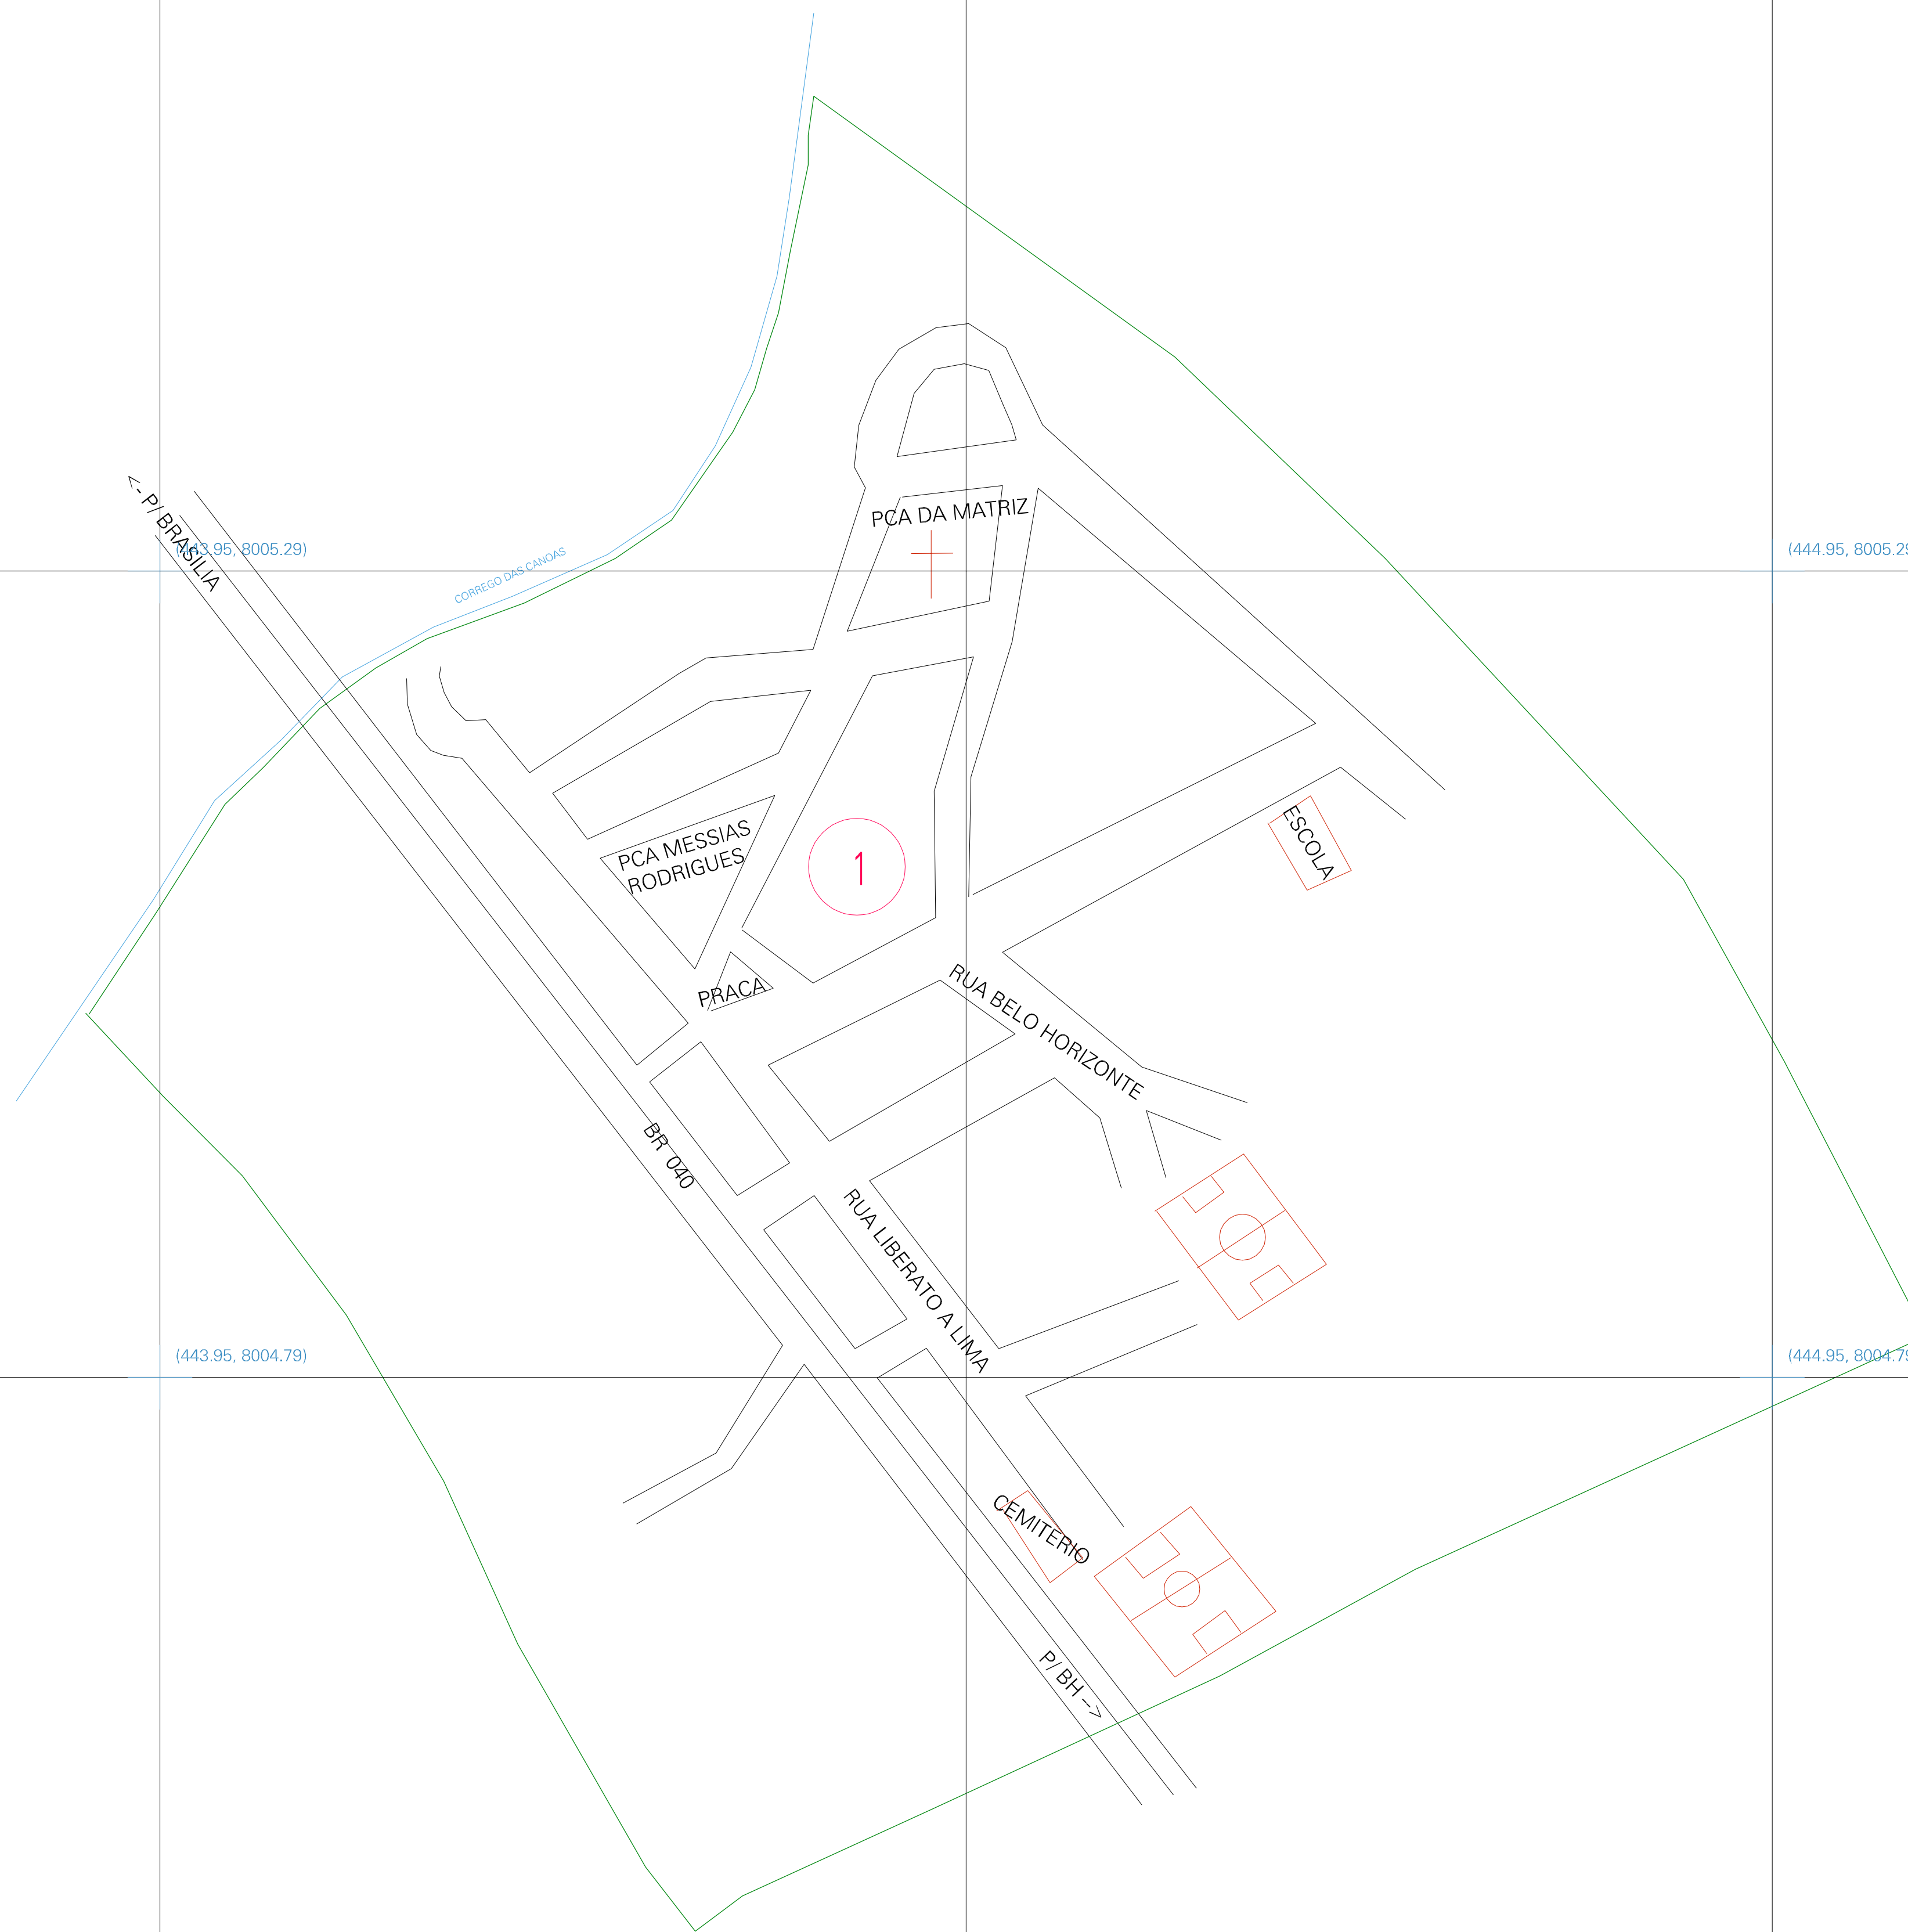 <- P/ BRASILIA
(443.95, 8005.29)
CORREGO DAS CANOAS
PCA DA MATRIZ
(444.95, 8005.29
PCA MESSIAS
RODRIGUES
1
ESCOLA
PRACA
RUA BELO HORIZONTE
BR 040
RUA LIBERATO A LIMA
(443.95, 8004.79)
(444.95, 8004.79
CEMITERIO
P/ BH -->